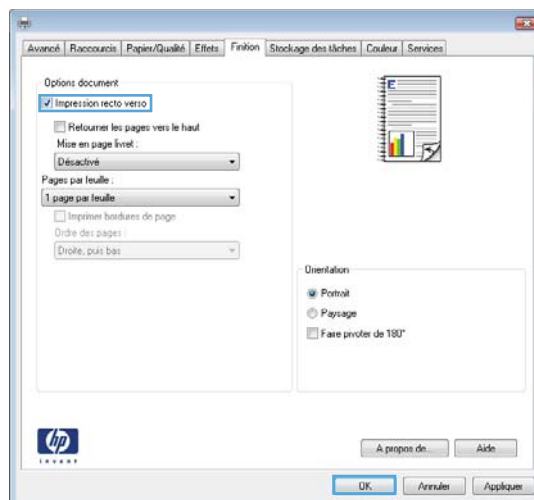 Avancé Raccourcis Papier/Qualité Effets Finition Stockage des tâches Couleur Services
Options document
Impression recto verso
Retourner les pages vers le haut
Mise en page livret :
Désactivé
Pages par feuille :
1 page par feuille
Imprimer bordures de page
Ordre des pages :
Droite, puis bas
E
Orientation
Portrait
Paysage
Faire pivoter de 180°
hp
invent
A propos de...
Aide
OK
Annuler
Appliquer